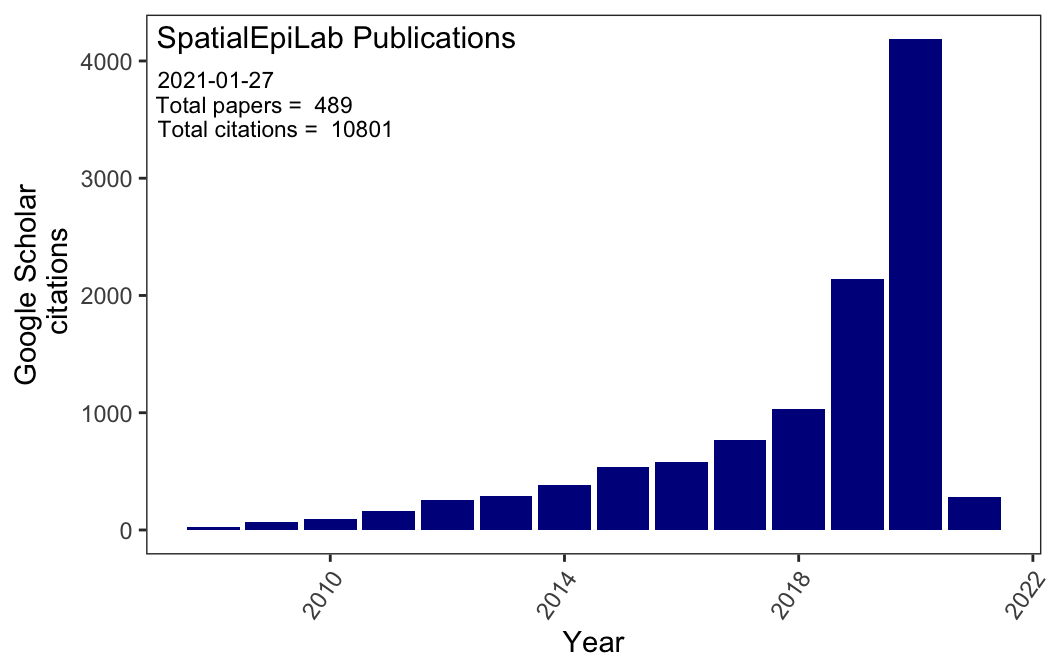 SpatialEpiLab Publications
2021-01-27
Total papers =  489
Total citations =  10801
Google Scholar
citations
4000
3000
2000
1000
0
2010
2014
2018
2022
Year